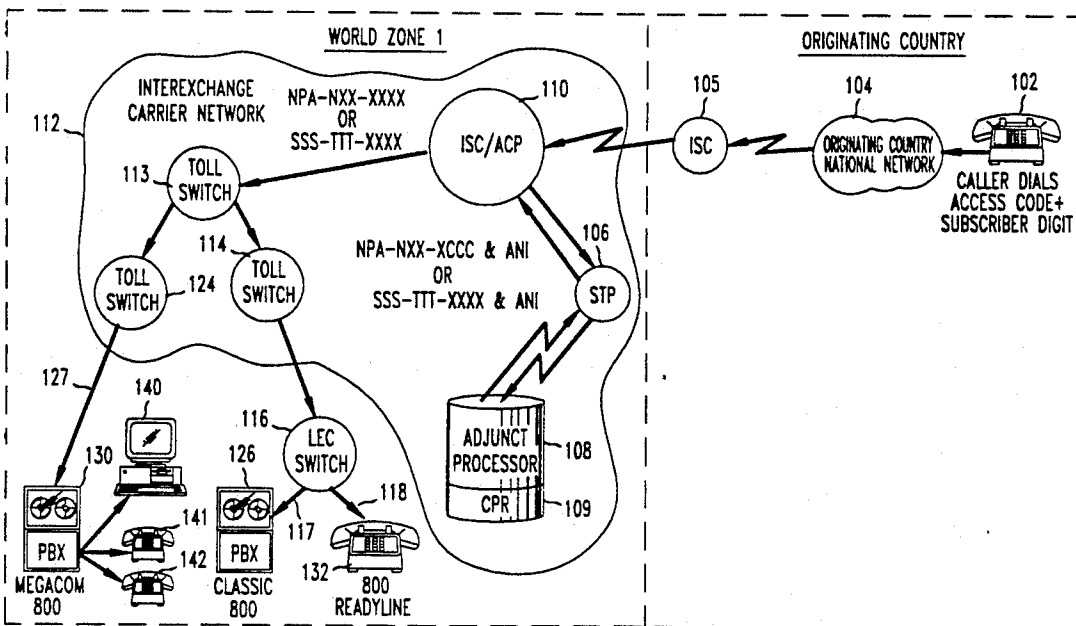 WORLD ZONE 1
ORIGINATING COUNTRY
INTEREXCHANGE
CARRIER NETWORK
112
NPA-NXX-XXXX
OR
SSS-TTT-XXXX
110
ISC/ACP
105
ISC
104
ORIGINATING COUNTRY
NATIONAL NETWORK
102
CALLER DIALS
ACCESS CODE+
SUBSCRIBER DIGIT
113
TOLL
SWITCH
114
TOLL
SWITCH
TOLL
SWITCH
124
NPA-NXX-XCCC & ANI
OR
SSS-TTT-XXXX & ANI
106
STP
127
140
116
LEC
SWITCH
ADJUNCT
PROCESSOR
108
CPR
109
130
126
118
117
141
142
PBX
MEGACOM
800
PBX
CLASSIC
800
132
800
READYLINE